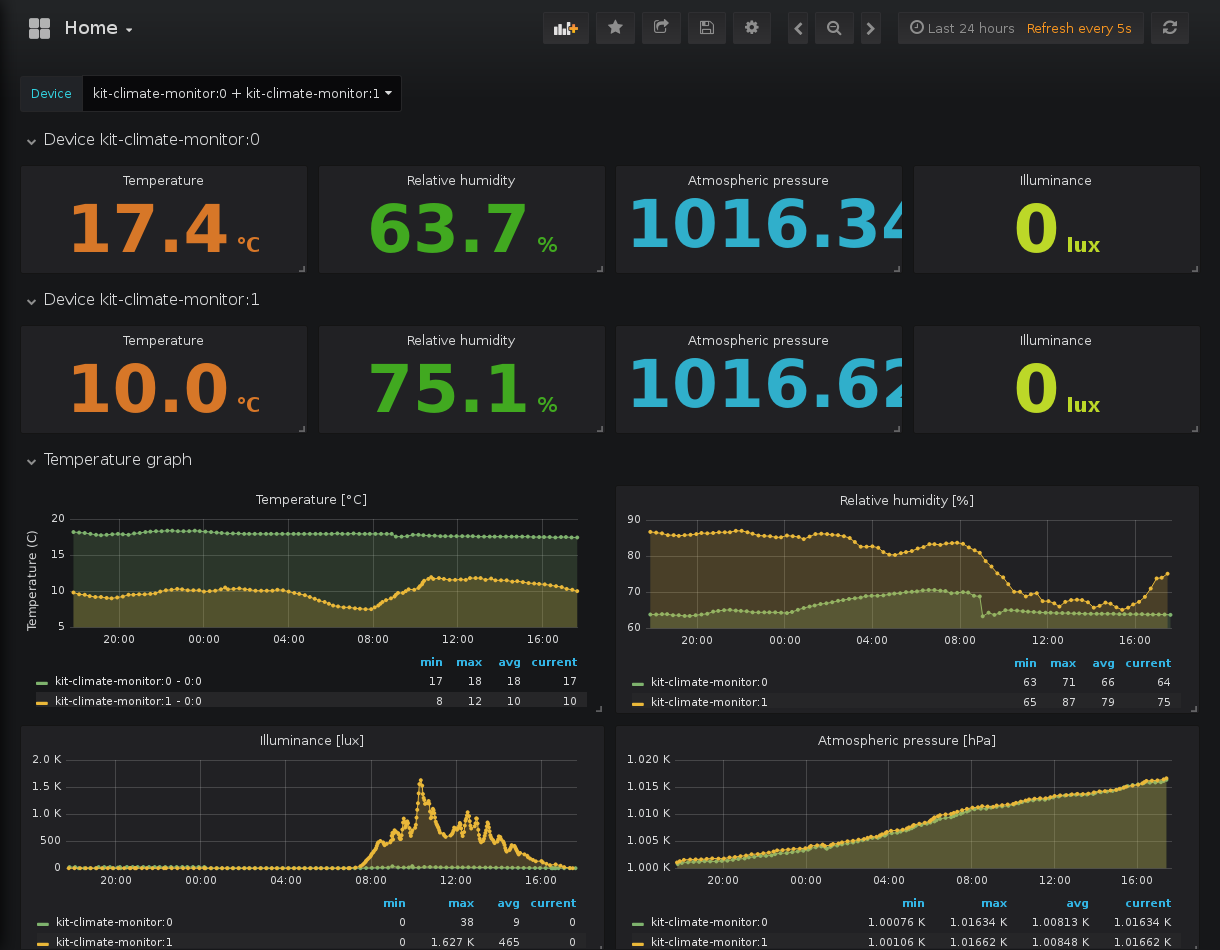 Home
Last 24 hours Refresh every 5s
Device kit-climate-monitor:0 + kit-climate-monitor:1
Device kit-climate-monitor:0
Temperature Relative humidity Atmospheric pressure Illuminance
17.4 °C 63.7 % 1016.34 0 lux
Device kit-climate-monitor:1
Temperature Relative humidity Atmospheric pressure Illuminance
10.0 °C 75.1 % 1016.62 0 lux
Temperature graph
Temperature [°C]
Temperature (C)
20
15
10
5
20:00 00:00 04:00 08:00 12:00 16:00
min max avg current
kit-climate-monitor:0 - 0:0 17 18 18 17
kit-climate-monitor:1 - 0:0 8 12 10 10
Relative humidity [%]
90
80
70
60
20:00 00:00 04:00 08:00 12:00 16:00
min max avg current
kit-climate-monitor:0 63 71 66 64
kit-climate-monitor:1 65 87 79 75
Illuminance [lux]
2.0 K
1.5 K
1.0 K
500
0
20:00 00:00 04:00 08:00 12:00 16:00
min max avg current
kit-climate-monitor:0 0 38 9 0
kit-climate-monitor:1 0 1.627 K 465 0
Atmospheric pressure [hPa]
1.020 K
1.015 K
1.010 K
1.005 K
1.000 K
20:00 00:00 04:00 08:00 12:00 16:00
min max avg current
kit-climate-monitor:0 1.00076 K 1.01634 K 1.00813 K 1.01634 K
kit-climate-monitor:1 1.00106 K 1.01662 K 1.00848 K 1.01662 K